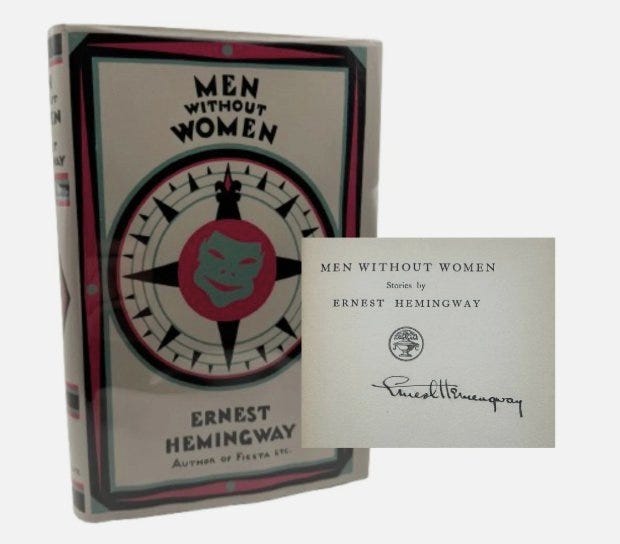 MEN
WITHOUT
WOMEN
ERNEST
HEMINGWAY
AUTHOR OF FIESTA ETC.
MEN WITHOUT WOMEN
Stories by
ERNEST HEMINGWAY
Ernest Hemingway